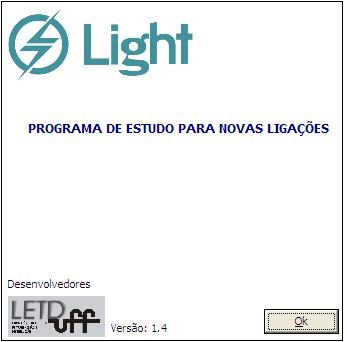 Light
PROGRAMA DE ESTUDO PARA NOVAS LIGAÇÕES
Desenvolvedores
LETD
uff
Versão: 1.4
Ok